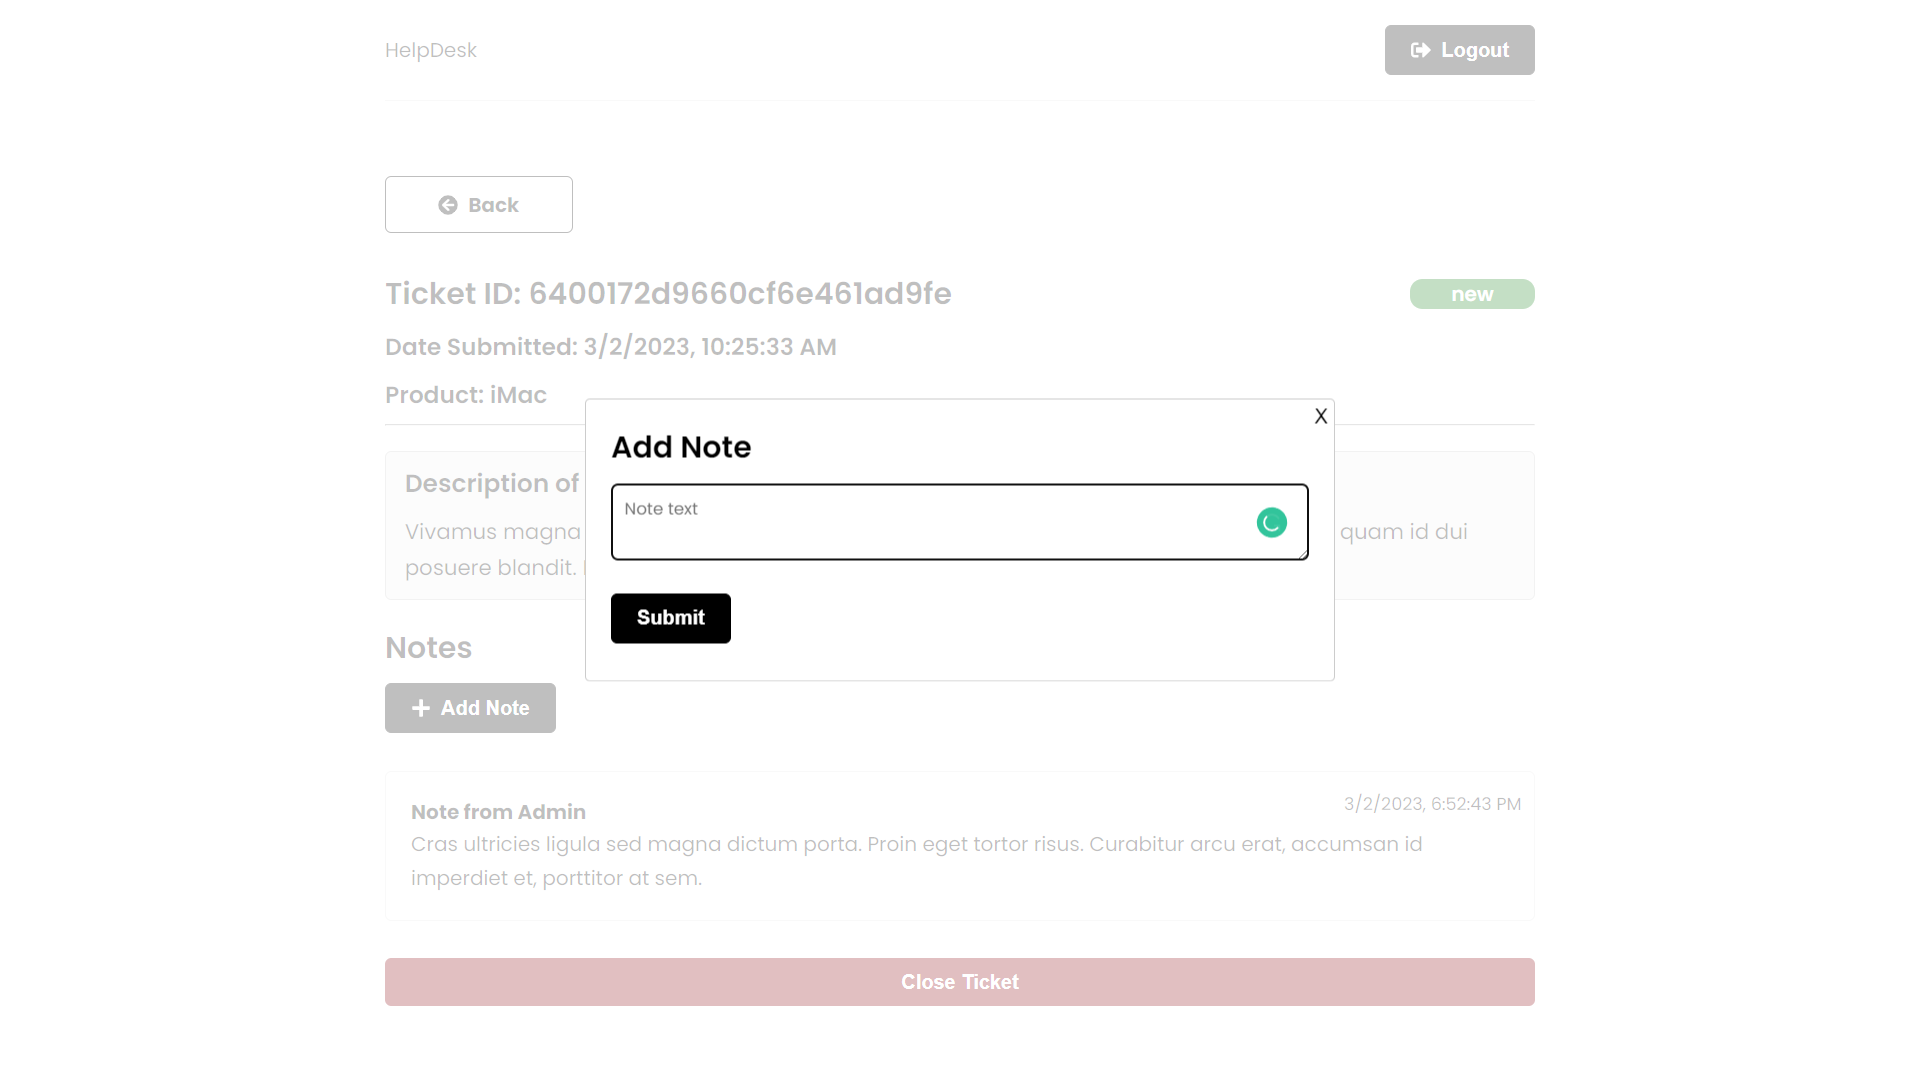 HelpDesk
Logout
Back
Ticket ID: 6400172d9660cf6e461ad9fe
new
Date Submitted: 3/2/2023, 10:25:33 AM
Product: iMac
X
Add Note
Note text
Submit
Description of
Vivamus magna
quam id dui
posuere blandit.
Notes
Add Note
Note from Admin
3/2/2023, 6:52:43 PM
Cras ultricies ligula sed magna dictum porta. Proin eget tortor risus. Curabitur arcu erat, accumsan id
imperdiet et, porttitor at sem.
Close Ticket